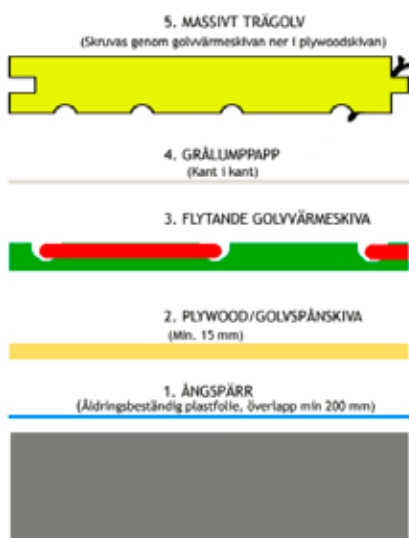 5. MASSIVT TRÄGOLV
(Skruvas genom golvvärmeskivan ner i plywoodskivan)
4. GRÅLUMPPAPP
(Kant i kant)
3. FLYTANDE GOLVVÄRMESKIVA
2. PLYWOOD/GOLVSPÅNSKIVA
(Min. 15 mm)
1. ÅNGSPÄRR
(Åldringsbeständig plastfolie, överlapp min 200 mm)